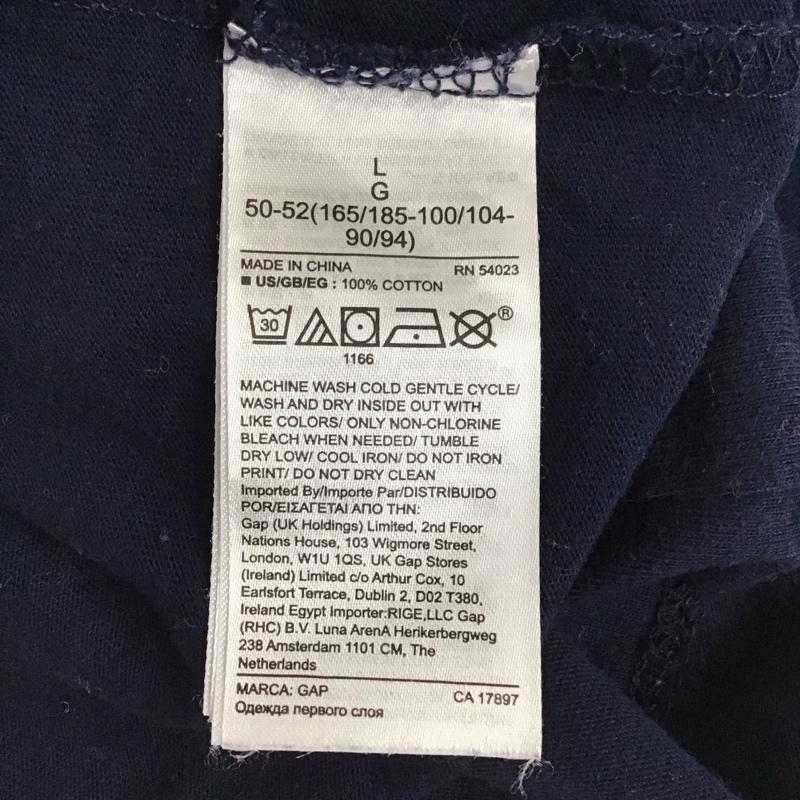 L
G
50-52(165/185-100/104-
90/94)
MADE IN CHINA RN 54023
■ US/GB/EG : 100% COTTON
30 ®
1166
MACHINE WASH COLD GENTLE CYCLE/
WASH AND DRY INSIDE OUT WITH
LIKE COLORS/ ONLY NON-CHLORINE
BLEACH WHEN NEEDED/ TUMBLE
DRY LOW/ COOL IRON/ DO NOT IRON
PRINT/ DO NOT DRY CLEAN
Imported By/Importe Par/DISTRIBUIDO
POR/ΕΙΣΑΓΕΤΑΙ ΑΠΟ ΤΗΝ:
Gap (UK Holdings) Limited, 2nd Floor
Nations House, 103 Wigmore Street,
London, W1U 1QS, UK Gap Stores
(Ireland) Limited c/o Arthur Cox, 10
Earlsfort Terrace, Dublin 2, D02 T380,
Ireland Egypt Importer:RIGE,LLC Gap
(RHC) B.V. Luna ArenA Herikerbergweg
238 Amsterdam 1101 CM, The
Netherlands
MARCA: GAP CA 17897
Одежда первого слоя